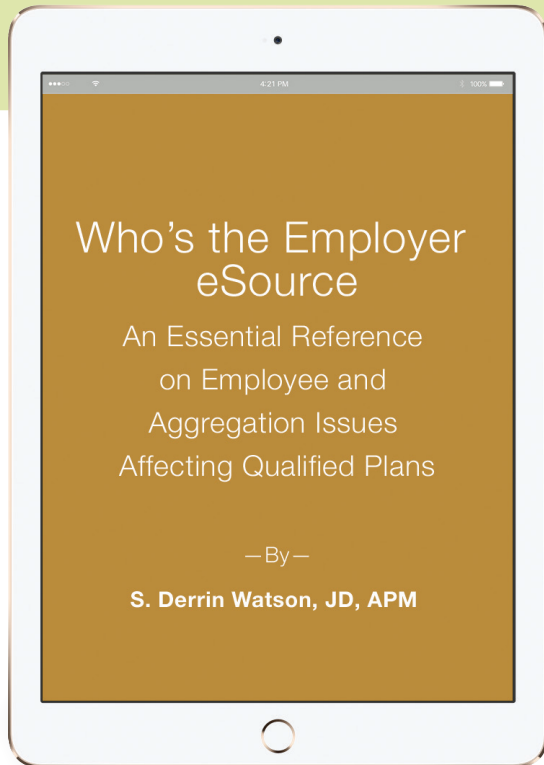 4:21 PM
100%
Who's the Employer
eSource
An Essential Reference
on Employee and
Aggregation Issues
Affecting Qualified Plans
—By—
S. Derrin Watson, JD, APM